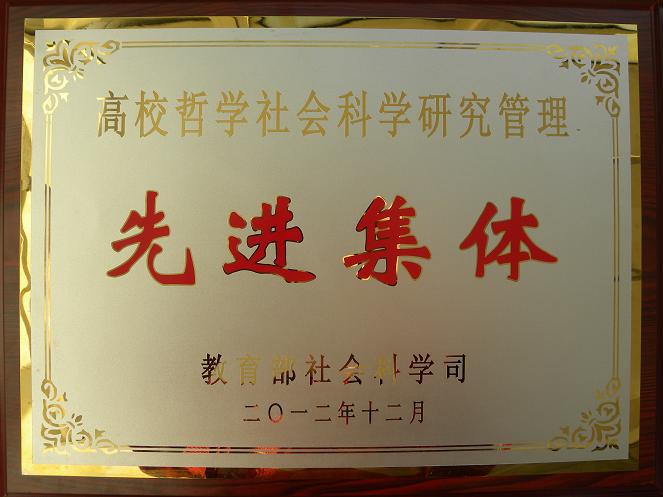 高校哲学社会科学研究管理
先进集体
教育部社会科学司
二〇一二年十二月